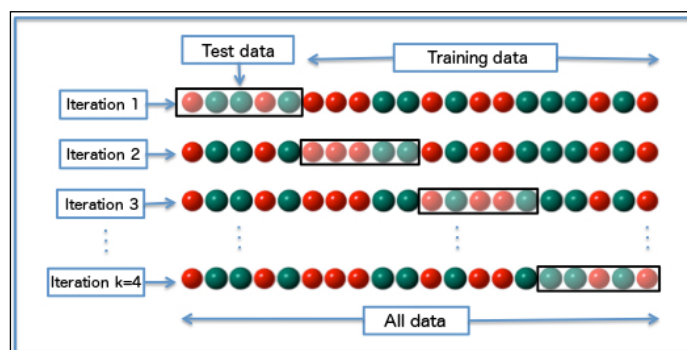 Test data
Training data
Iteration 1
Iteration 2
Iteration 3
Iteration k=4
All data